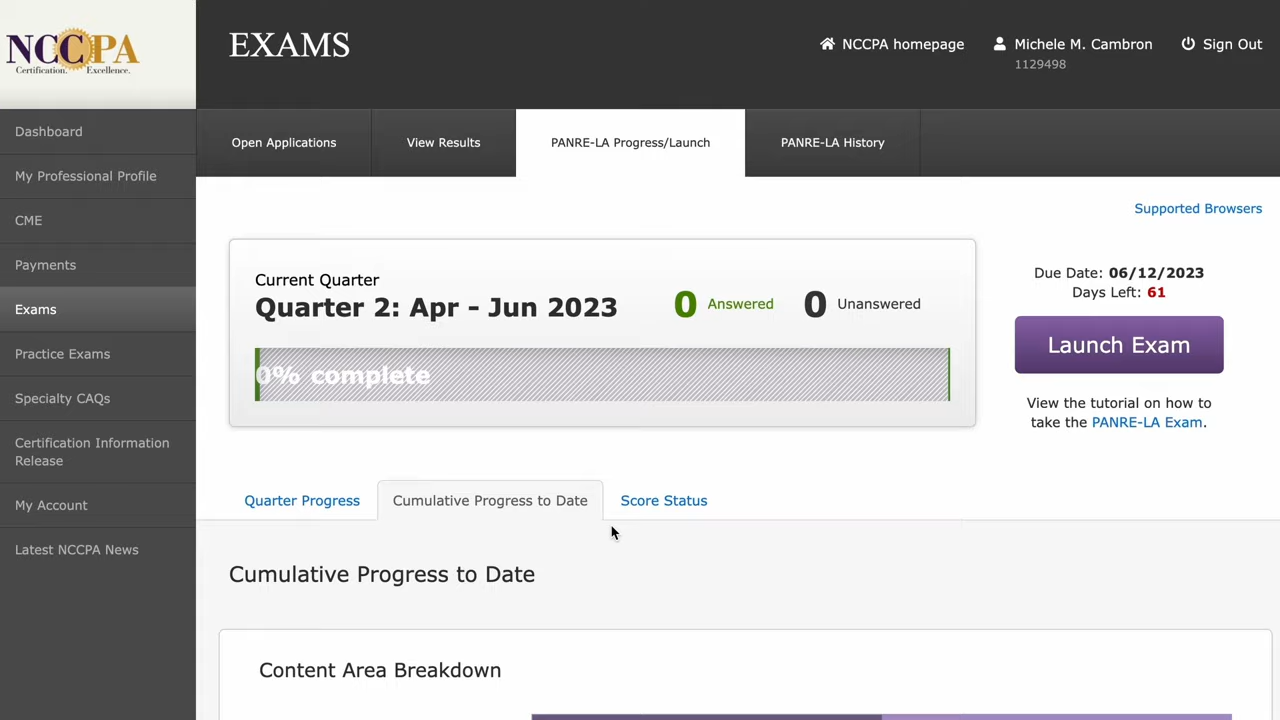 NCCPA
Certification. Excellence.
EXAMS
NCCPA homepage
Michele M. Cambron
1129498
Sign Out
Dashboard
My Professional Profile
CME
Payments
Exams
Practice Exams
Specialty CAQs
Certification Information
Release
My Account
Latest NCCPA News
Open Applications
View Results
PANRE-LA Progress/Launch
PANRE-LA History
Supported Browsers
Current Quarter
Quarter 2: Apr - Jun 2023
0 Answered
0 Unanswered
0% complete
Due Date: 06/12/2023
Days Left: 61
Launch Exam
View the tutorial on how to
take the PANRE-LA Exam.
Quarter Progress
Cumulative Progress to Date
Score Status
Cumulative Progress to Date
Content Area Breakdown